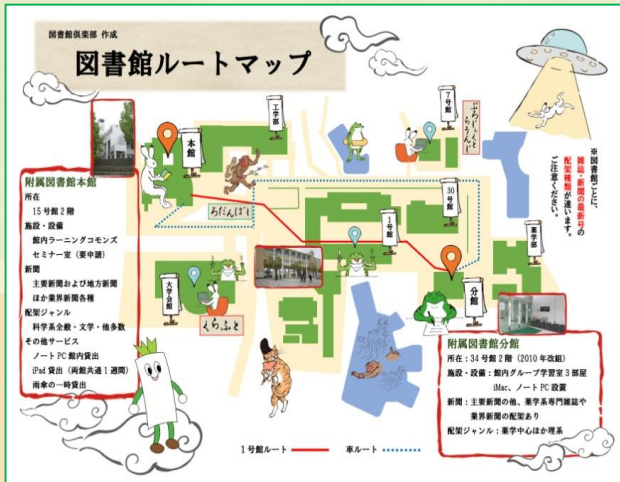 図書館倶楽部 作成
図書館ルートマップ
工学部
7号館
ぷろじぇくと
らうんじ
本館
※図書館ごとに、
雑誌・新聞の最新号の
配架種類が違います。
ご注意ください。
附属図書館本館
所在
15号館2階
施設・設備
館内ラーニングコモンズ
セミナー室(要申請)
新聞
主要新聞および地方新聞
ほか業界新聞各種
配架ジャンル
科学系全般・文学・他多数
その他サービス
ノートPC 館内貸出
iPad 貸出(両館共通1週間)
雨傘の一時貸出
ろだんばし
30号館
1号館
薬学部
大学会館
くらふと
分館
附属図書館分館
所在:34号館2階(2010年改組)
施設・設備:館内グループ学習室3部屋
iMac、ノートPC 設置
新聞:主要新聞の他、薬学系専門雑誌や
業界新聞の配架あり
配架ジャンル:薬学中心ほか理系
1号館ルート
車ルート